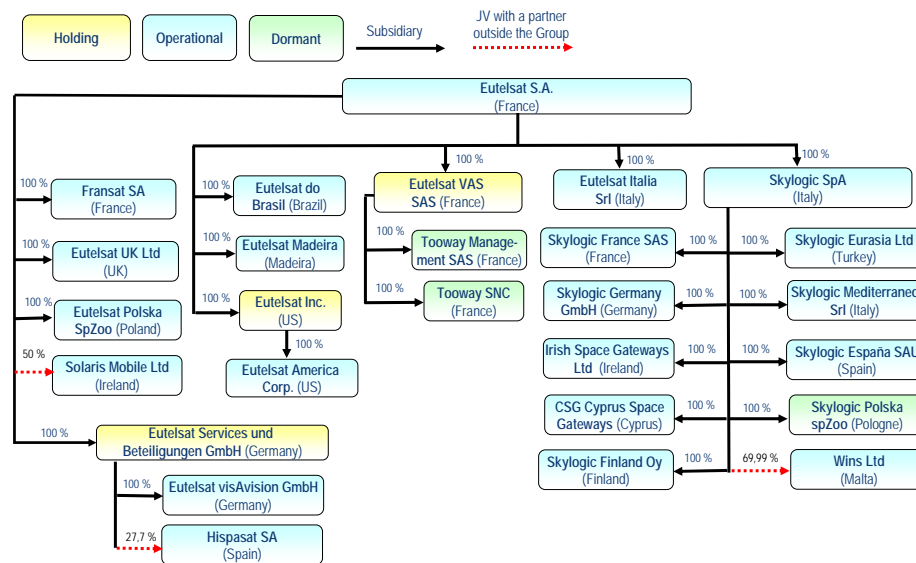 Holding
Operational
Dormant
Subsidiary
JV with a partner
outside the Group
Eutelsat S.A.
(France)
100 %
Fransat SA
(France)
100 %
Eutelsat UK Ltd
(UK)
100 %
Eutelsat Polska
SpZoo (Poland)
50 %
Solaris Mobile Ltd
(Ireland)
100 %
Eutelsat Services und
Beteiligungen GmbH (Germany)
100 %
Eutelsat visAvision GmbH
(Germany)
27,7 %
Hispasat SA
(Spain)
100 %
Eutelsat do
Brasil (Brazil)
100 %
Eutelsat Madeira
(Madeira)
100 %
Eutelsat Inc.
(US)
100 %
Eutelsat America
Corp. (US)
100 %
Eutelsat VAS
SAS (France)
100 %
Tooway Manage-
ment SAS (France)
100 %
Tooway SNC
(France)
100 %
Eutelsat Italia
Srl (Italy)
100 %
Skylogic SpA
(Italy)
Skylogic France SAS
(France)
100 %
100 %
Skylogic Eurasia Ltd
(Turkey)
Skylogic Germany
GmbH (Germany)
100 %
100 %
Skylogic Mediterraneo
Srl (Italy)
Irish Space Gateways
Ltd (Ireland)
100 %
100 %
Skylogic España SAU
(Spain)
CSG Cyprus Space
Gateways (Cyprus)
100 %
100 %
Skylogic Polska
spZoo (Pologne)
Skylogic Finland Oy
(Finland)
100 %
69,99 %
Wins Ltd
(Malta)